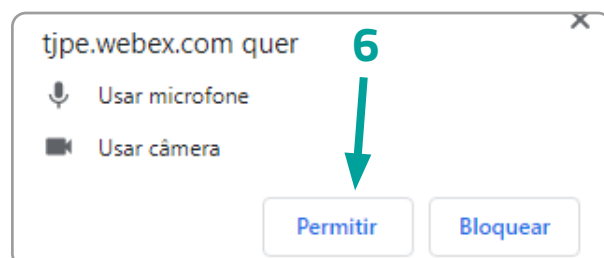 tjpe.webex.com quer
6
Usar microfone
Usar câmera
Permitir
Bloquear